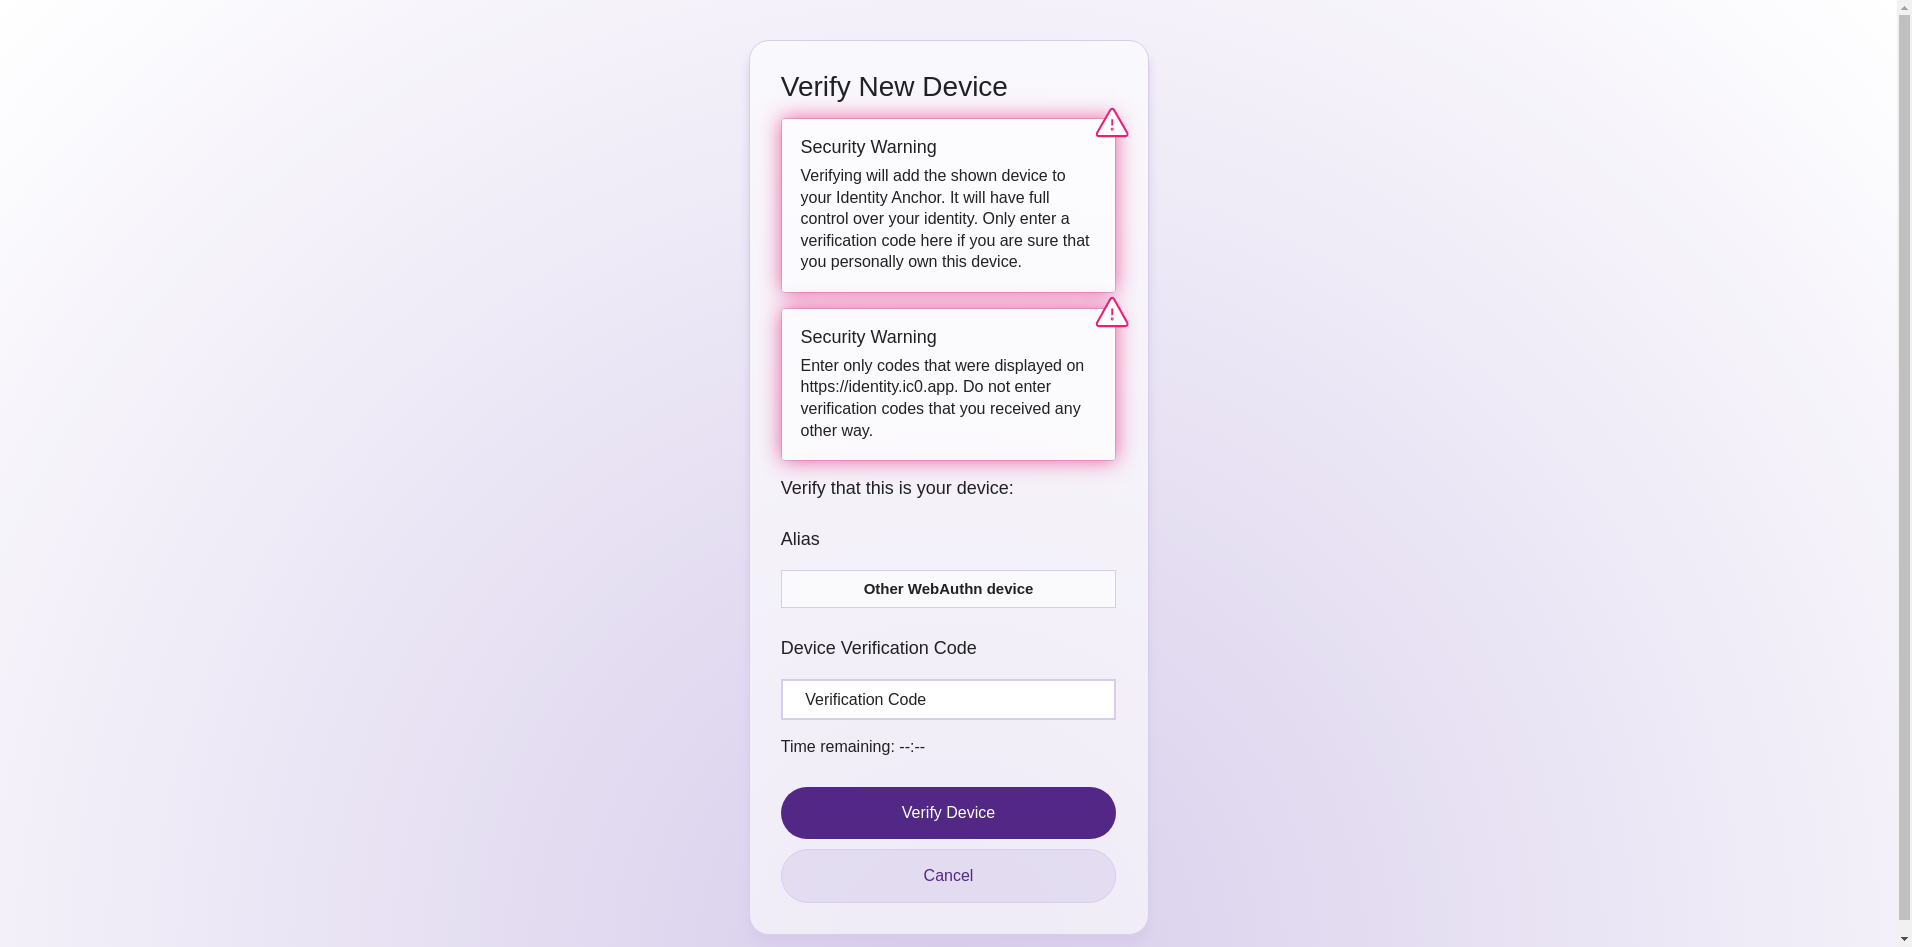 Verify New Device
Security Warning
Verifying will add the shown device to
your Identity Anchor. It will have full
control over your identity. Only enter a
verification code here if you are sure that
you personally own this device.
Security Warning
Enter only codes that were displayed on
https://identity.ic0.app. Do not enter
verification codes that you received any
other way.
Verify that this is your device:
Alias
Other WebAuthn device
Device Verification Code
Verification Code
Time remaining: --:--
Verify Device
Cancel